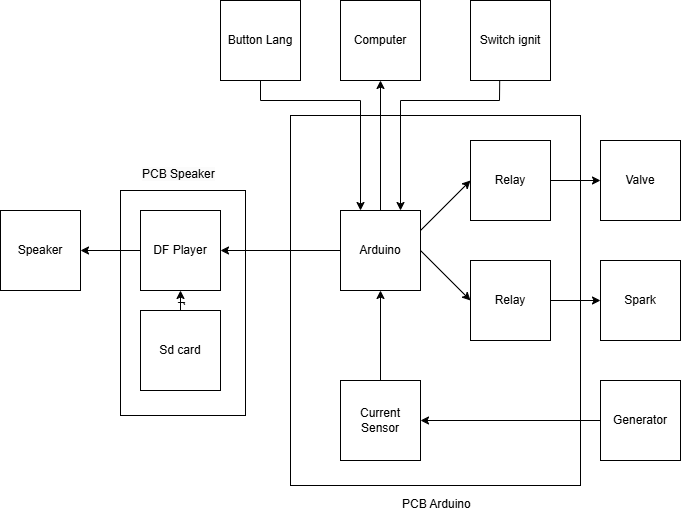 Button Lang
Computer
Switch ignit
PCB Speaker
Relay
Valve
Speaker
DF Player
Arduino
Sd card
Relay
Spark
Current
Sensor
Generator
PCB Arduino